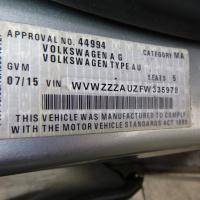 APPROVAL NO. 44994 CATEGORY MA
VOLKSWAGEN A G
GVM VOLKSWAGEN TYPE AU
SEATS 5
07/15 VIN WVWZZZAUZFW335978
THIS VEHICLE WAS MANUFACTURED TO COMPLY
WITH THE MOTOR VEHICLE STANDARDS ACT 1989